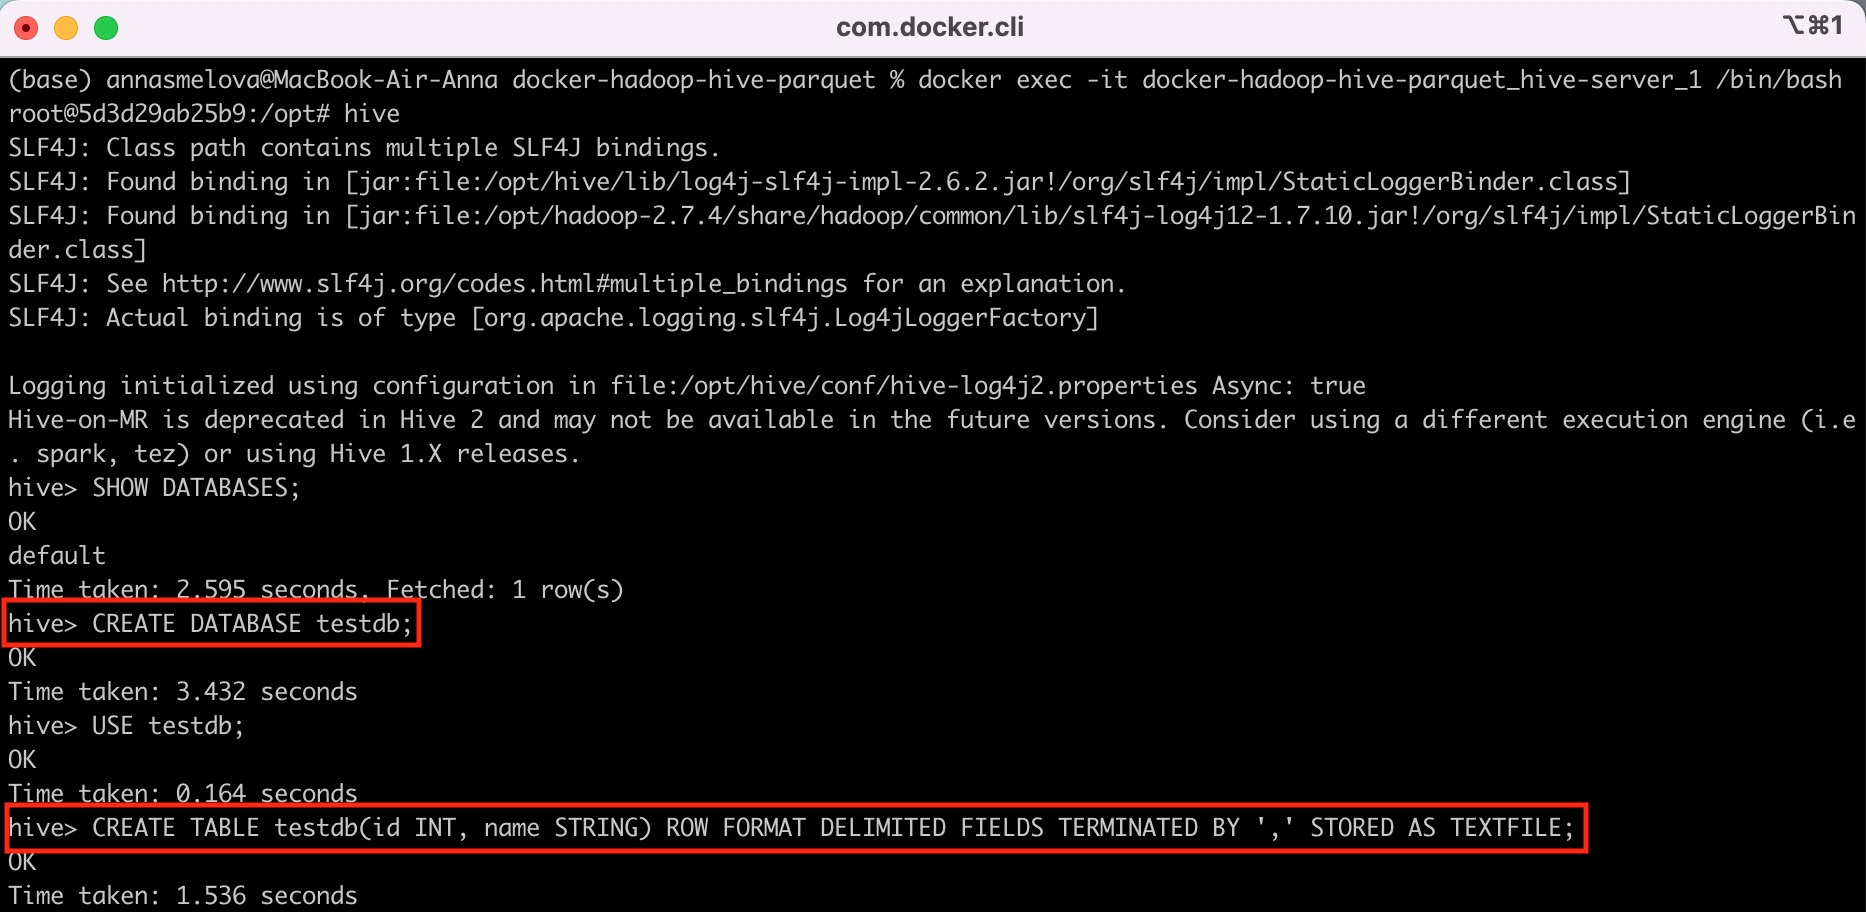 com.docker.cli
⌥⌘1
(base) annasmelova@MacBook-Air-Anna docker-hadoop-hive-parquet % docker exec -it docker-hadoop-hive-parquet_hive-server_1 /bin/bash
root@5d3d29ab25b9:/opt# hive
SLF4J: Class path contains multiple SLF4J bindings.
SLF4J: Found binding in [jar:file:/opt/hive/lib/log4j-slf4j-impl-2.6.2.jar!/org/slf4j/impl/StaticLoggerBinder.class]
SLF4J: Found binding in [jar:file:/opt/hadoop-2.7.4/share/hadoop/common/lib/slf4j-log4j12-1.7.10.jar!/org/slf4j/impl/StaticLoggerBin
der.class]
SLF4J: See http://www.slf4j.org/codes.html#multiple_bindings for an explanation.
SLF4J: Actual binding is of type [org.apache.logging.slf4j.Log4jLoggerFactory]
Logging initialized using configuration in file:/opt/hive/conf/hive-log4j2.properties Async: true
Hive-on-MR is deprecated in Hive 2 and may not be available in the future versions. Consider using a different execution engine (i.e
. spark, tez) or using Hive 1.X releases.
hive> SHOW DATABASES;
OK
default
Time taken: 2.595 seconds, Fetched: 1 row(s)
hive> CREATE DATABASE testdb;
OK
Time taken: 3.432 seconds
hive> USE testdb;
OK
Time taken: 0.164 seconds
hive> CREATE TABLE testdb(id INT, name STRING) ROW FORMAT DELIMITED FIELDS TERMINATED BY ',' STORED AS TEXTFILE;
OK
Time taken: 1.536 seconds